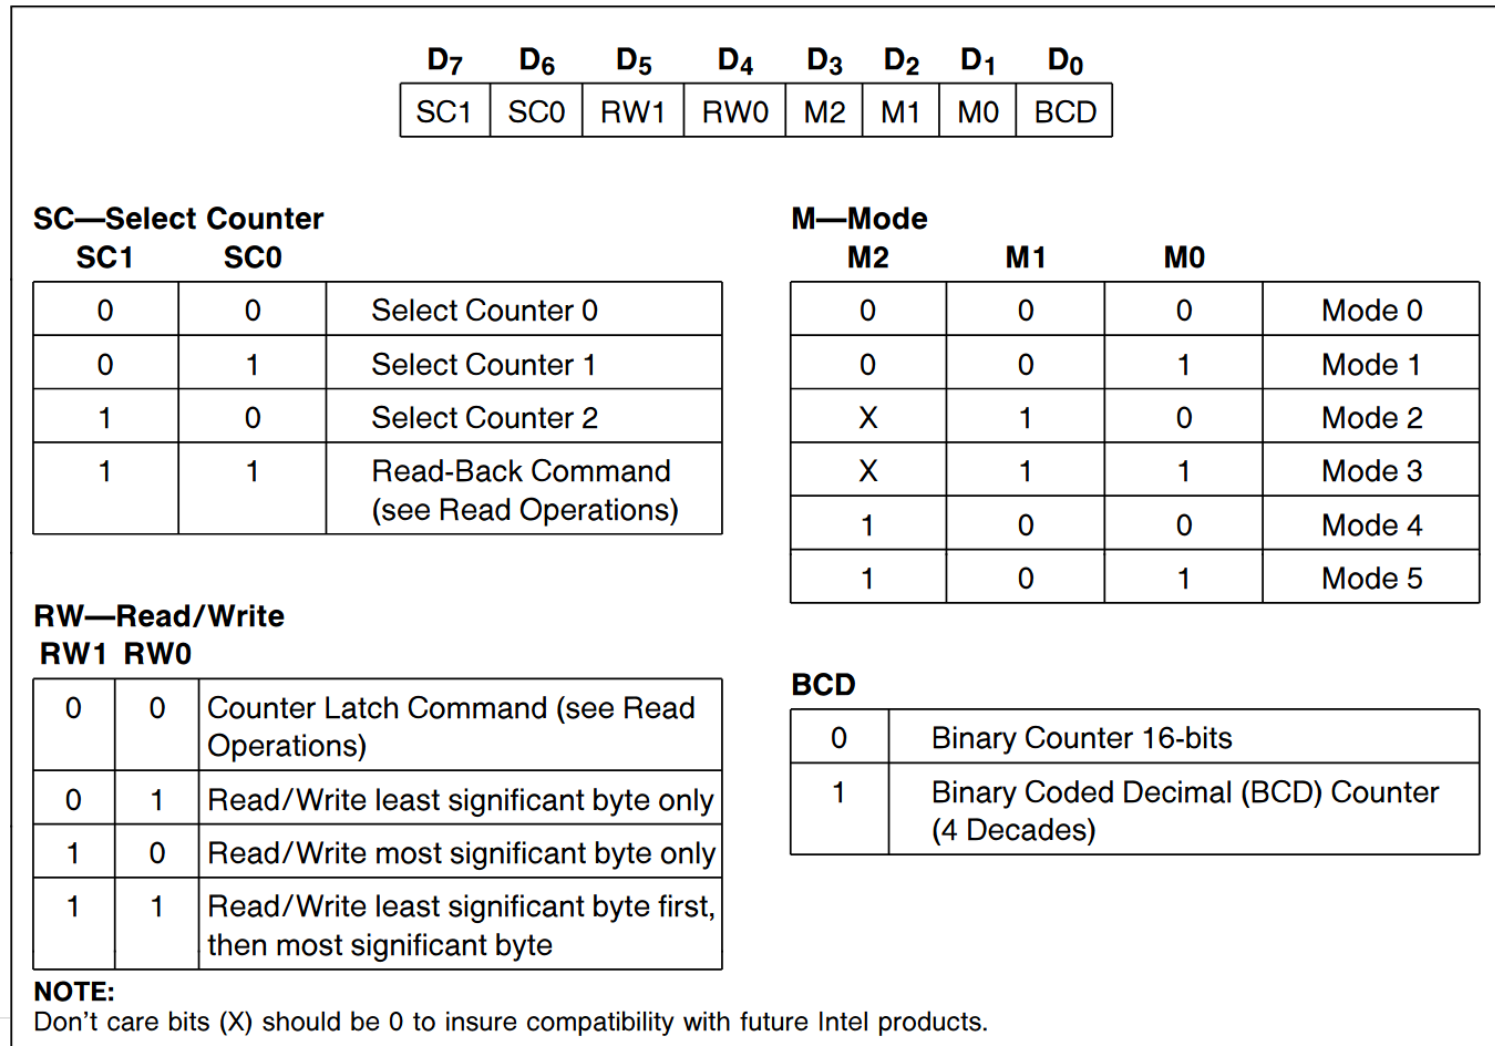 D7 D6 D5 D4 D3 D2 D1 D0
SC1 SC0 RW1 RW0 M2 M1 M0 BCD
SC—Select Counter
SC1 SC0
0 0 Select Counter 0
0 1 Select Counter 1
1 0 Select Counter 2
1 1 Read-Back Command
(see Read Operations)
RW—Read/Write
RW1 RW0
0 0 Counter Latch Command (see Read
Operations)
0 1 Read/Write least significant byte only
1 0 Read/Write most significant byte only
1 1 Read/Write least significant byte first,
then most significant byte
M—Mode
M2 M1 M0
0 0 0 Mode 0
0 0 1 Mode 1
X 1 0 Mode 2
X 1 1 Mode 3
1 0 0 Mode 4
1 0 1 Mode 5
BCD
0 Binary Counter 16-bits
1 Binary Coded Decimal (BCD) Counter
(4 Decades)
NOTE:
Don't care bits (X) should be 0 to insure compatibility with future Intel products.